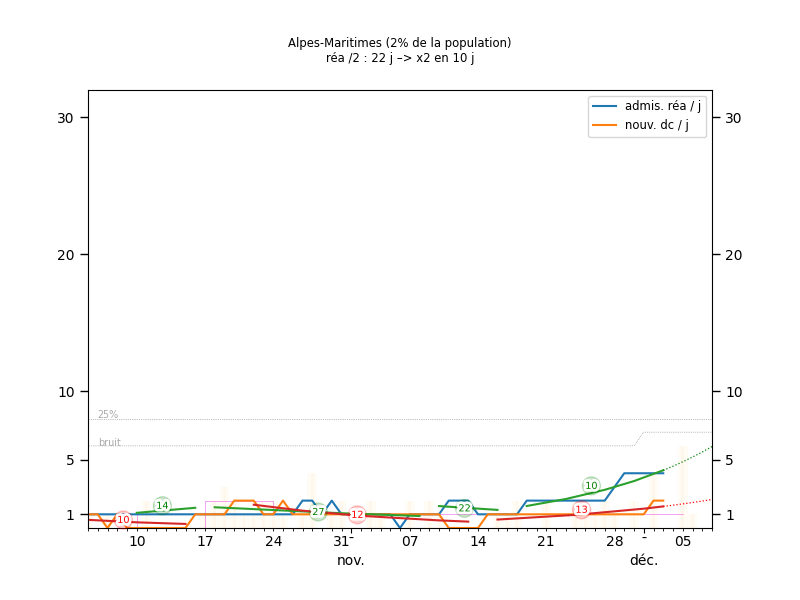 Alpes-Maritimes (2% de la population)
réa /2 : 22 j –> x2 en 10 j
admis. réa / j
nouv. dc / j
30 30
20 20
10 10
25%
bruit
5 5
1 1
10 14 27 12 22 10 13
10 17 24 31- 07 14 21 28 - 05
nov. déc.